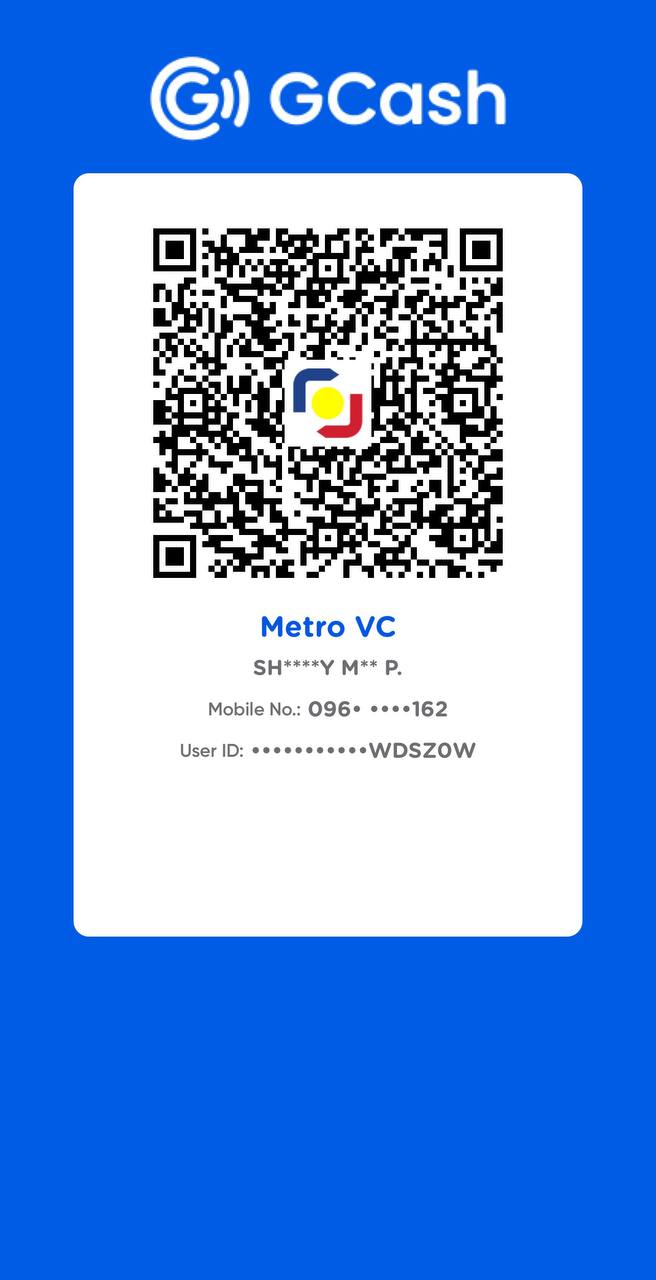 GCash
Metro VC
SH****Y M** P.
Mobile No.: 096• ••••162
User ID: •••••••••••WDSZ0W